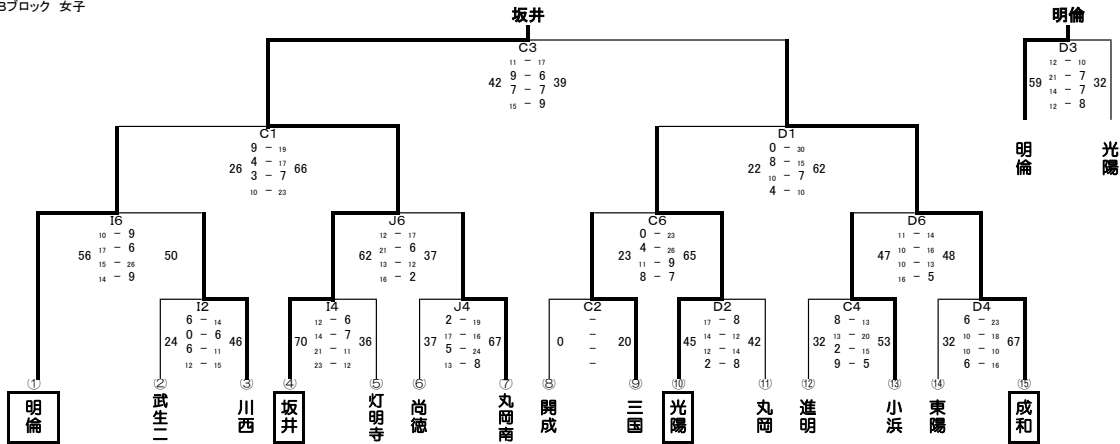 Bブロック 女子
坂井
明倫
C3
11 － 17
9 － 6
7 － 7
15 － 9
42
39
D3
12 － 10
21 － 7
14 － 7
12 － 8
59
32
明倫
光陽
C1
9 － 19
4 － 17
3 － 7
10 － 23
26
66
D1
0 － 30
8 － 15
10 － 7
4 － 10
22
62
I6
10 － 9
17 － 6
15 － 26
14 － 9
56
50
J6
12 － 17
21 － 6
13 － 12
16 － 2
62
37
C6
0 － 23
4 － 26
11 － 9
8 － 7
23
65
D6
11 － 14
10 － 16
10 － 13
16 － 5
47
48
I2
6 － 14
0 － 6
6 － 11
12 － 15
24
46
I4
12 － 6
14 － 7
21 － 11
23 － 12
70
36
J4
2 － 19
17 － 16
5 － 24
13 － 8
37
67
C2
－
－
－
－
0
20
D2
17 － 8
14 － 12
12 － 14
2 － 8
45
42
C4
8 － 13
13 － 20
2 － 15
9 － 5
32
53
D4
6 － 23
10 － 18
10 － 10
6 － 16
32
67
① ② ③ ④ ⑤ ⑥ ⑦ ⑧ ⑨ ⑩ ⑪ ⑫ ⑬ ⑭ ⑮
明倫
武生二
川西
坂井
灯明寺
尚徳
丸岡南
開成
三国
光陽
丸岡
進明
小浜
東陽
成和